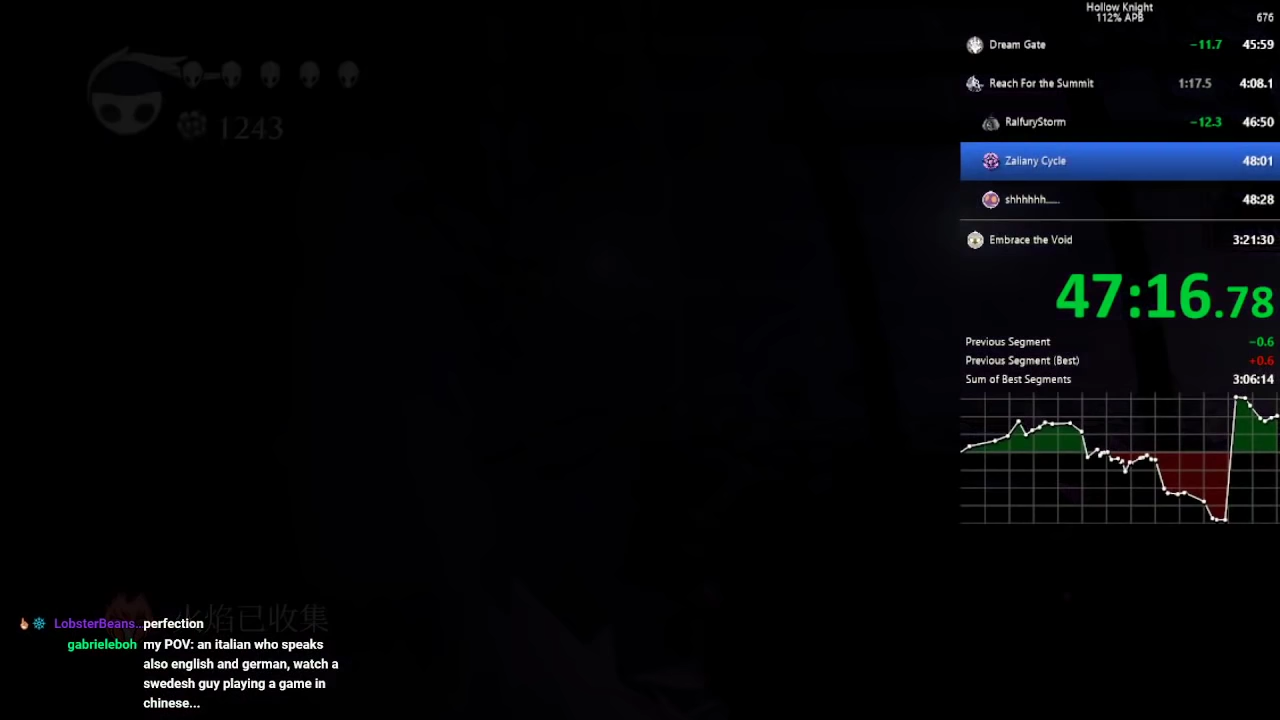 Hollow Knight
112% APB
676
Dream Gate -11.7 45:59
Reach For the Summit 1:17.5 4:08.1
RalfuryStorm -12.3 46:50
Zaliany Cycle 48:01
shhhhhh...... 48:28
Embrace the Void 3:21:30
47:16.78
Previous Segment -0.6
Previous Segment (Best) +0.6
Sum of Best Segments 3:06:14
1243
火焰已收集
LobsterBeans.. perfection
gabrieleboh my POV: an italian who speaks
also english and german, watch a
swedesh guy playing a game in
chinese...